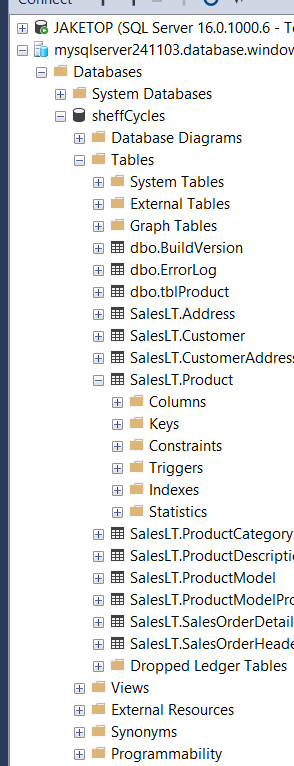 Connect
JAKETOP (SQL Server 16.0.1000.6 - Te
mysqlserver241103.database.window
Databases
System Databases
sheffCycles
Database Diagrams
Tables
System Tables
External Tables
Graph Tables
dbo.BuildVersion
dbo.ErrorLog
dbo.tblProduct
SalesLT.Address
SalesLT.Customer
SalesLT.CustomerAddress
SalesLT.Product
Columns
Keys
Constraints
Triggers
Indexes
Statistics
SalesLT.ProductCategory
SalesLT.ProductDescripti
SalesLT.ProductModel
SalesLT.ProductModelPro
SalesLT.SalesOrderDetail
SalesLT.SalesOrderHeade
Dropped Ledger Tables
Views
External Resources
Synonyms
Programmability